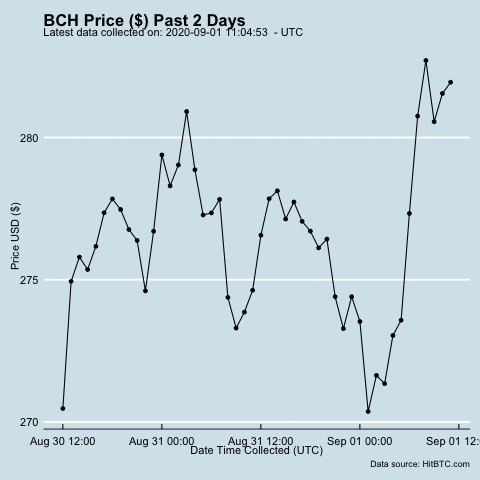 BCH Price ($) Past 2 Days
Latest data collected on: 2020-09-01 11:04:53  - UTC
Price USD ($)
280
275
270
Aug 30 12:00
Aug 31 00:00
Aug 31 12:00
Sep 01 00:00
Sep 01 12:
Date Time Collected (UTC)
Data source: HitBTC.com